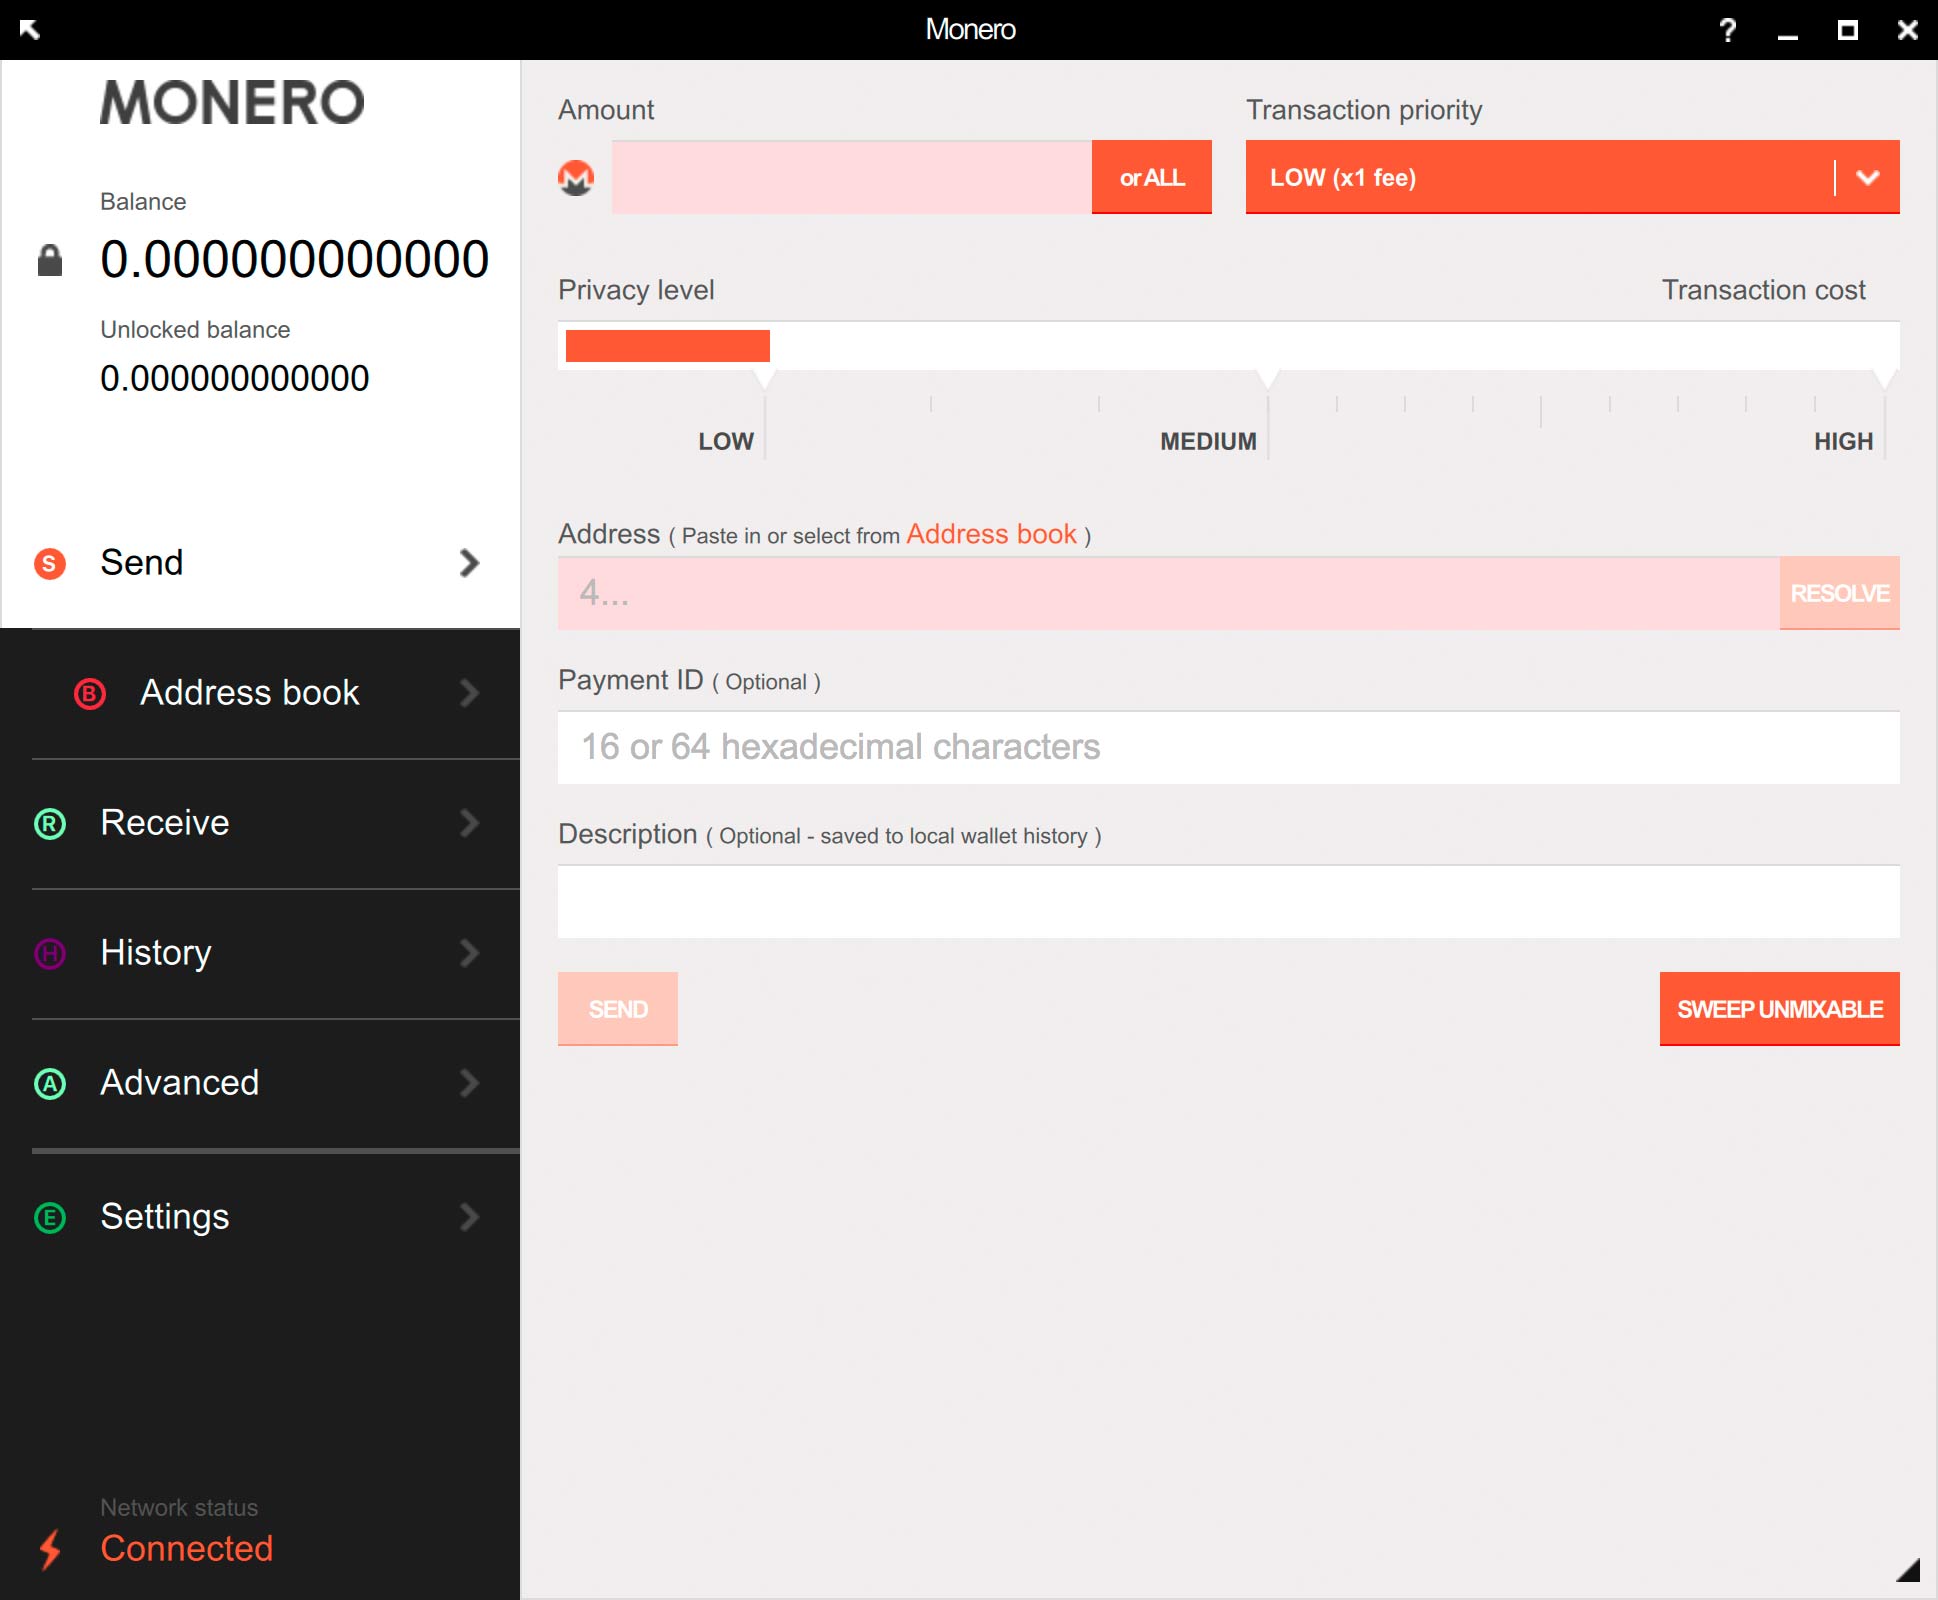 Monero
?
MONERO
Balance
0.000000000000
Unlocked balance
0.000000000000
S Send
B Address book
R Receive
H History
A Advanced
E Settings
Network status
Connected
Amount
or ALL
Transaction priority
LOW (x1 fee)
Privacy level
Transaction cost
LOW
MEDIUM
HIGH
Address ( Paste in or select from Address book )
4...
RESOLVE
Payment ID ( Optional )
16 or 64 hexadecimal characters
Description ( Optional - saved to local wallet history )
SEND
SWEEP UNMIXABLE